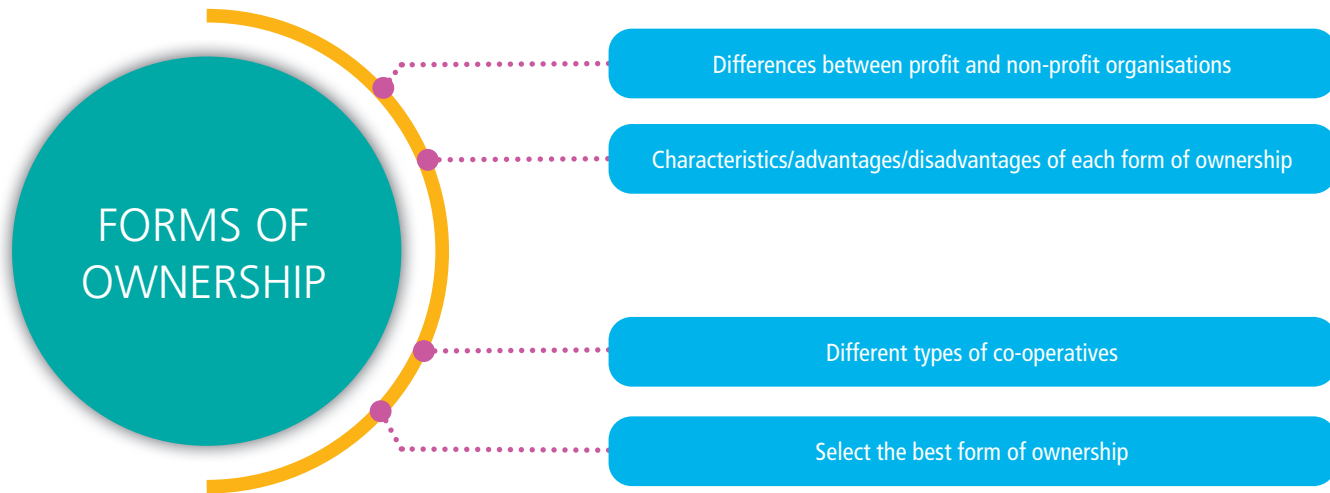 FORMS OF
OWNERSHIP
Differences between profit and non-profit organisations
Characteristics/advantages/disadvantages of each form of ownership
Different types of co-operatives
Select the best form of ownership